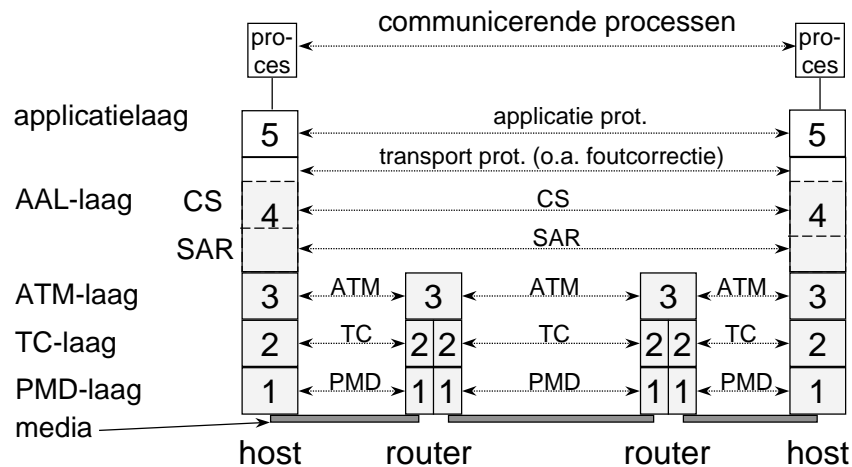 communicerende processen
pro-
ces
pro-
ces
applicatielaag
5
applicatie prot.
5
transport prot. (o.a. foutcorrectie)
AAL-laag
CS
4
CS
4
SAR
SAR
ATM-laag
3
ATM
3
ATM
3
ATM
3
TC-laag
2
TC
2 2
TC
2 2
TC
2
PMD-laag
1
PMD
1 1
PMD
1 1
PMD
1
media
host
router
router
host